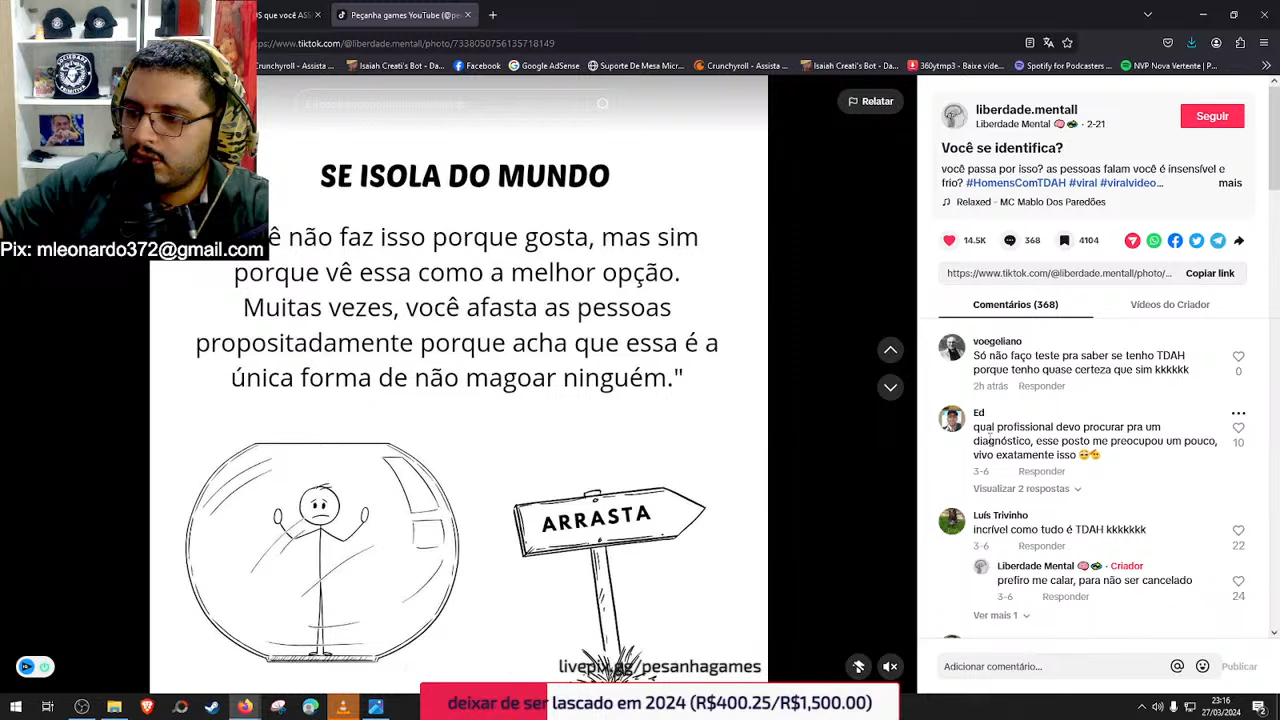 OS que você ASS
Peçanha games YouTube (@pe
ps://www.tiktok.com/@liberdade.mentall/photo/7338050756135718149
Crunchyroll - Assista ...
Isaiah Creati's Bot - Da...
Facebook
Google AdSense
Suporte De Mesa Micr...
Crunchyroll - Assista ...
Isaiah Creati's Bot - Da...
360ytmp3 - Baixe víde...
Spotify for Podcasters ...
NVP Nova Vertente | P...
SOCIEDADE
PRIMITIVA
Pix: mleonardo372@gmail.com
Relatar
SE ISOLA DO MUNDO
ê não faz isso porque gosta, mas sim
porque vê essa como a melhor opção.
Muitas vezes, você afasta as pessoas
propositadamente porque acha que essa é a
única forma de não magoar ninguém."
ARRASTA
livepix.gg/pesanhagames
deixar de ser lascado em 2024 (R$400.25/R$1,500.00)
liberdade.mentall
Liberdade Mental 🧠 · 2-21
Seguir
Você se identifica?
você passa por isso? as pessoas falam você é insensível e
frio? #HomensComTDAH #viral #viralvideo...
mais
Relaxed - MC Mablo Dos Paredões
14.5K
368
4104
https://www.tiktok.com/@liberdade.mentall/photo/...
Copiar link
Comentários (368)
Vídeos do Criador
voegeliano
Só não faço teste pra saber se tenho TDAH
porque tenho quase certeza que sim kkkkkk
0
2h atrás Responder
Ed
qual profissional devo procurar pra um
diagnóstico, esse posto me preocupou um pouco,
vivo exatamente isso
10
3-6 Responder
Visualizar 2 respostas
Luís Trivinho
incrível como tudo é TDAH kkkkkkk
22
3-6 Responder
Liberdade Mental 🧠 · Criador
prefiro me calar, para não ser cancelado
24
3-6 Responder
Ver mais 1
Adicionar comentário...
Publicar
23:16
27/03/2024
2